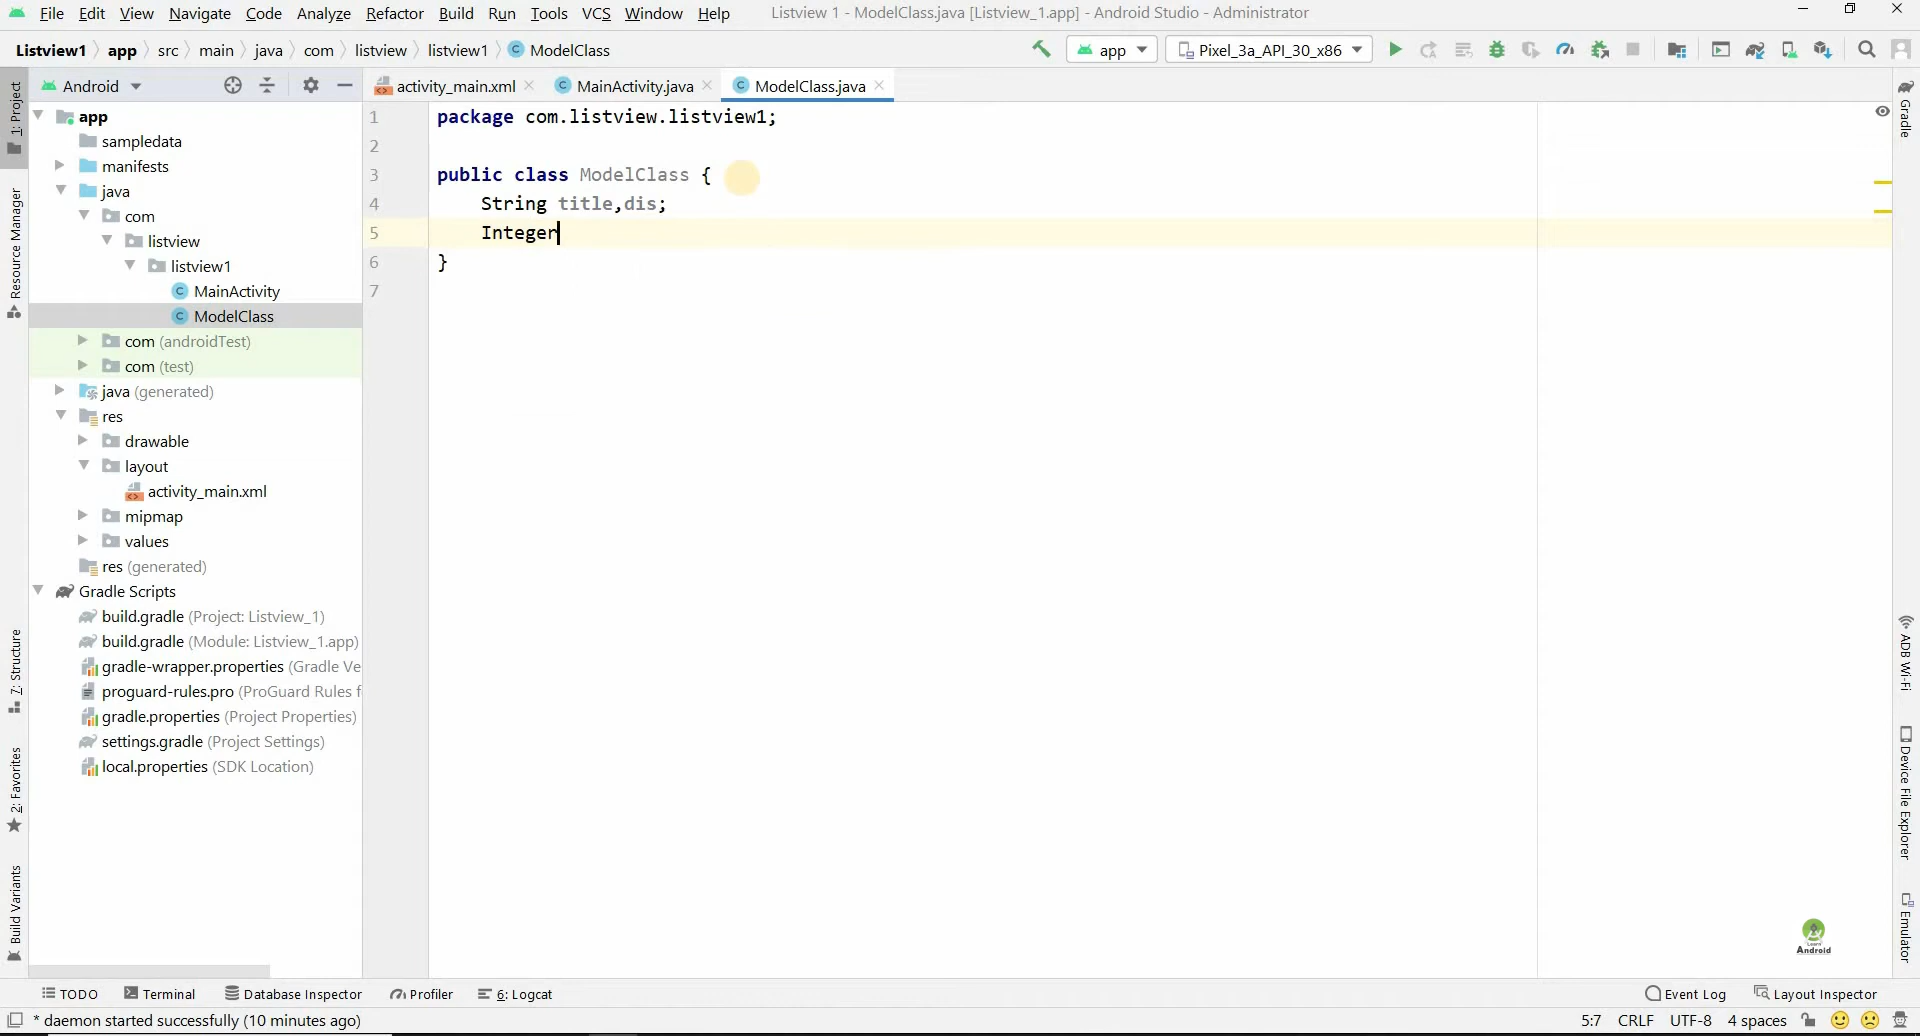 File Edit View Navigate Code Analyze Refactor Build Run Tools VCS Window Help Listview 1 - ModelClass.java [Listview_1.app] - Android Studio - Administrator
Listview1 app src main java com listview listview1 ModelClass app Pixel_3a_API_30_x86
Android activity_main.xml MainActivity.java ModelClass.java
1: Project
Resource Manager
7: Structure
2: Favorites
Build Variants
app
sampledata
manifests
java
com
listview
listview1
MainActivity
ModelClass
com (androidTest)
com (test)
java (generated)
res
drawable
layout
activity_main.xml
mipmap
values
res (generated)
Gradle Scripts
build.gradle (Project: Listview_1)
build.gradle (Module: Listview_1.app)
gradle-wrapper.properties (Gradle Ve
proguard-rules.pro (ProGuard Rules f
gradle.properties (Project Properties)
settings.gradle (Project Settings)
local.properties (SDK Location)
1 package com.listview.listview1;
2
3 public class ModelClass {
4 String title,dis;
5 Integer
6 }
7
Gradle
ADB Wi-Fi
Device File Explorer
Emulator
Learn
Android
TODO Terminal Database Inspector Profiler 6: Logcat Event Log Layout Inspector
* daemon started successfully (10 minutes ago) 5:7 CRLF UTF-8 4 spaces